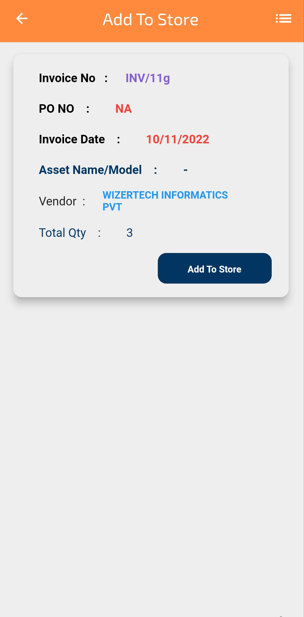 Add To Store
Invoice No : INV/11g
PO NO : NA
Invoice Date : 10/11/2022
Asset Name/Model : -
Vendor : WIZERTECH INFORMATICS
PVT
Total Qty : 3
Add To Store